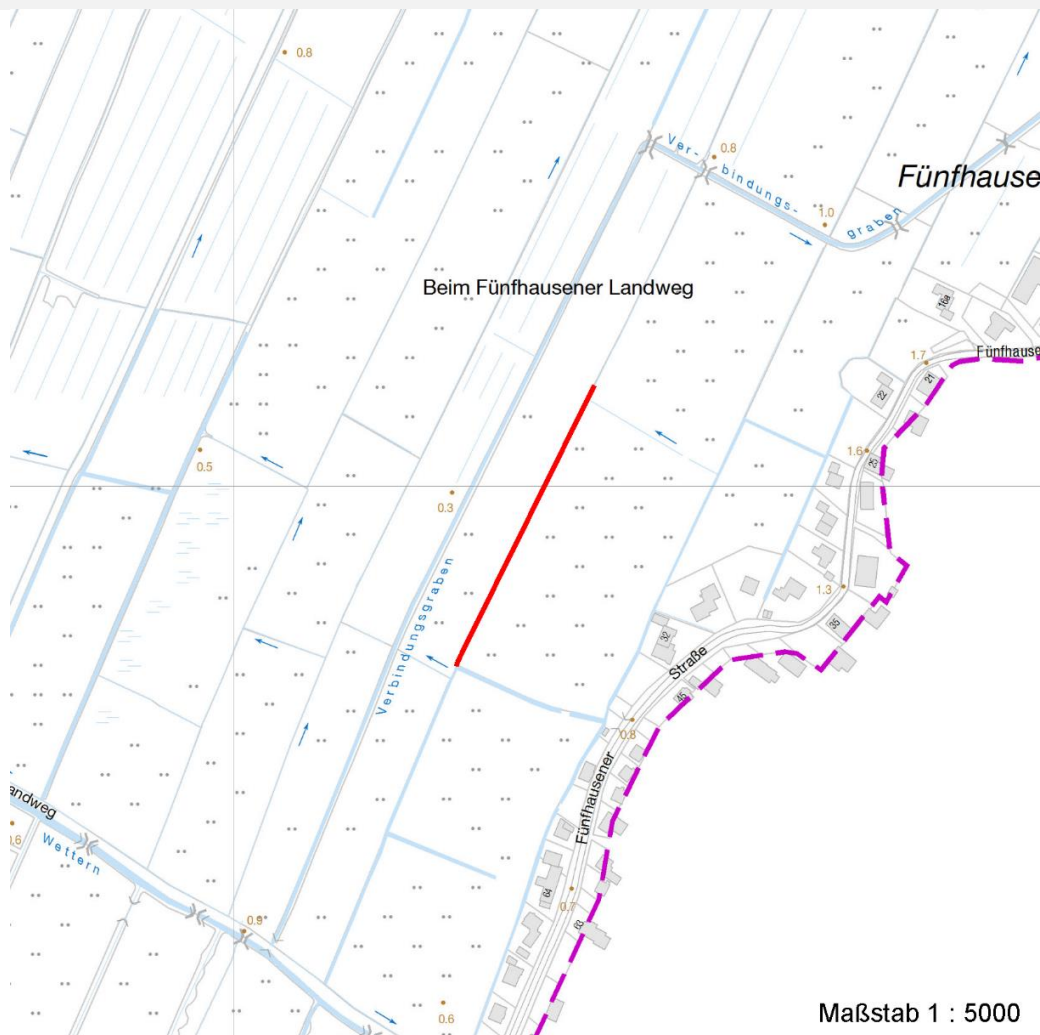 0.8
Ver-
0.8
bindungs-
1.0
graben
Fünfhause
Beim Fünfhausener Landweg
16a
Fünfhause
1.7
21
22
1.6
25
0.5
0.3
Verbindungsgraben
1.3
35
32
Straße
45
0.8
Fünfhausener
andweg
Wettern
0.6
64
0.7
63
0.9
0.6
Maßstab 1 : 5000